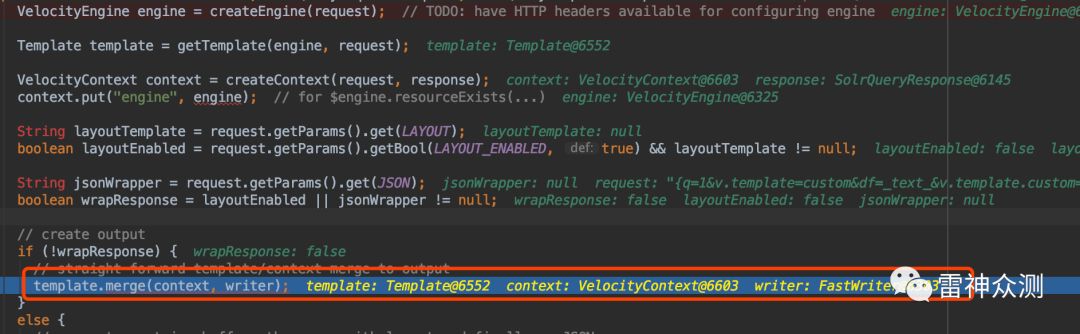 VelocityEngine engine = createEngine(request);  // TODO: have HTTP headers available for configuring engine  engine: VelocityEngine@6
Template template = getTemplate(engine, request);  template: Template@6552
VelocityContext context = createContext(request, response);  context: VelocityContext@6603  response: SolrQueryResponse@6145
context.put("engine", engine);  // for $engine.resourceExists(...)  engine: VelocityEngine@6325
String layoutTemplate = request.getParams().get(LAYOUT);  layoutTemplate: null
boolean layoutEnabled = request.getParams().getBool(LAYOUT_ENABLED,  def: true) && layoutTemplate != null;  layoutEnabled: false  layo
String jsonWrapper = request.getParams().get(JSON);  jsonWrapper: null  request: "{q=1&v.template=custom&df=_text_&v.template.custom=
boolean wrapResponse = layoutEnabled || jsonWrapper != null;  wrapResponse: false  layoutEnabled: false  jsonWrapper: null
// create output
if (!wrapResponse) {  wrapResponse: false
// straight-forward template/context merge to output
template.merge(context, writer);  template: Template@6552  context: VelocityContext@6603  writer: FastWriter
雷神众测
}
else {